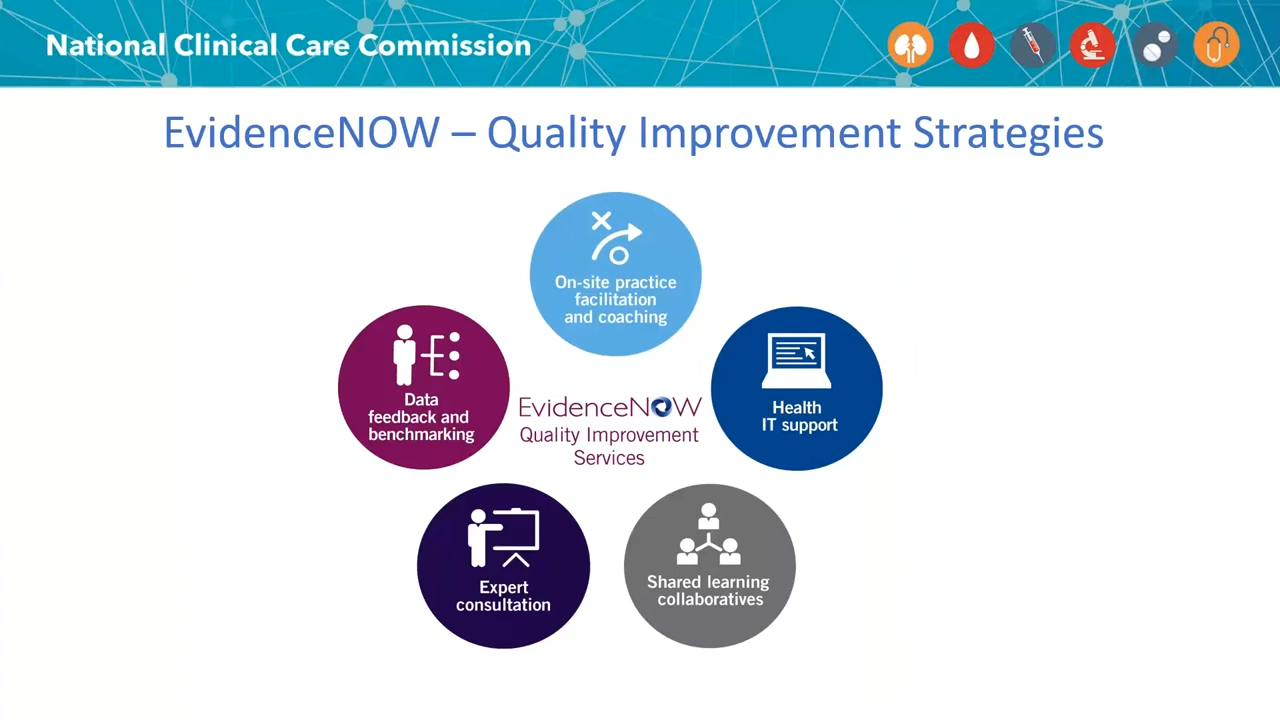 National Clinical Care Commission
EvidenceNOW – Quality Improvement Strategies
On-site practice
facilitation
and coaching
Data
feedback and
benchmarking
EvidenceNOW
Quality Improvement
Services
Health
IT support
Expert
consultation
Shared learning
collaboratives